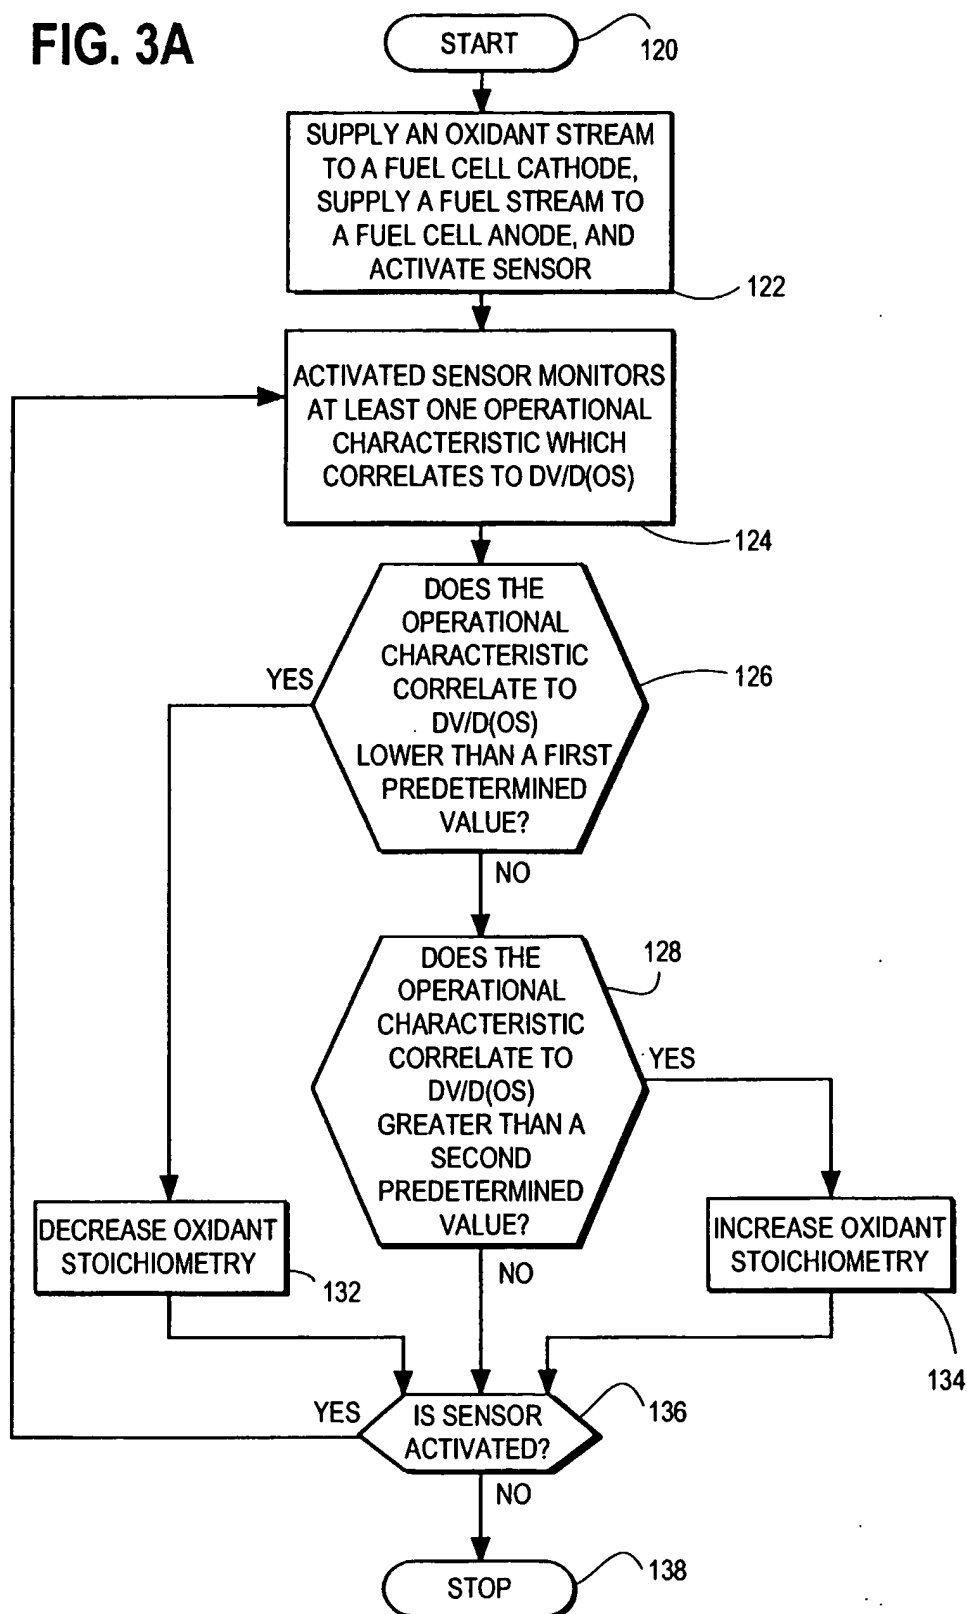 FIG. 3A
START
120
SUPPLY AN OXIDANT STREAM
TO A FUEL CELL CATHODE,
SUPPLY A FUEL STREAM TO
A FUEL CELL ANODE, AND
ACTIVATE SENSOR
122
ACTIVATED SENSOR MONITORS
AT LEAST ONE OPERATIONAL
CHARACTERISTIC WHICH
CORRELATES TO DV/D(OS)
124
DOES THE
OPERATIONAL
CHARACTERISTIC
CORRELATE TO
DV/D(OS)
LOWER THAN A FIRST
PREDETERMINED
VALUE?
YES
126
NO
DOES THE
OPERATIONAL
CHARACTERISTIC
CORRELATE TO
DV/D(OS)
GREATER THAN A
SECOND
PREDETERMINED
VALUE?
128
YES
NO
DECREASE OXIDANT
STOICHIOMETRY
132
INCREASE OXIDANT
STOICHIOMETRY
134
YES
IS SENSOR
ACTIVATED?
136
NO
STOP
138